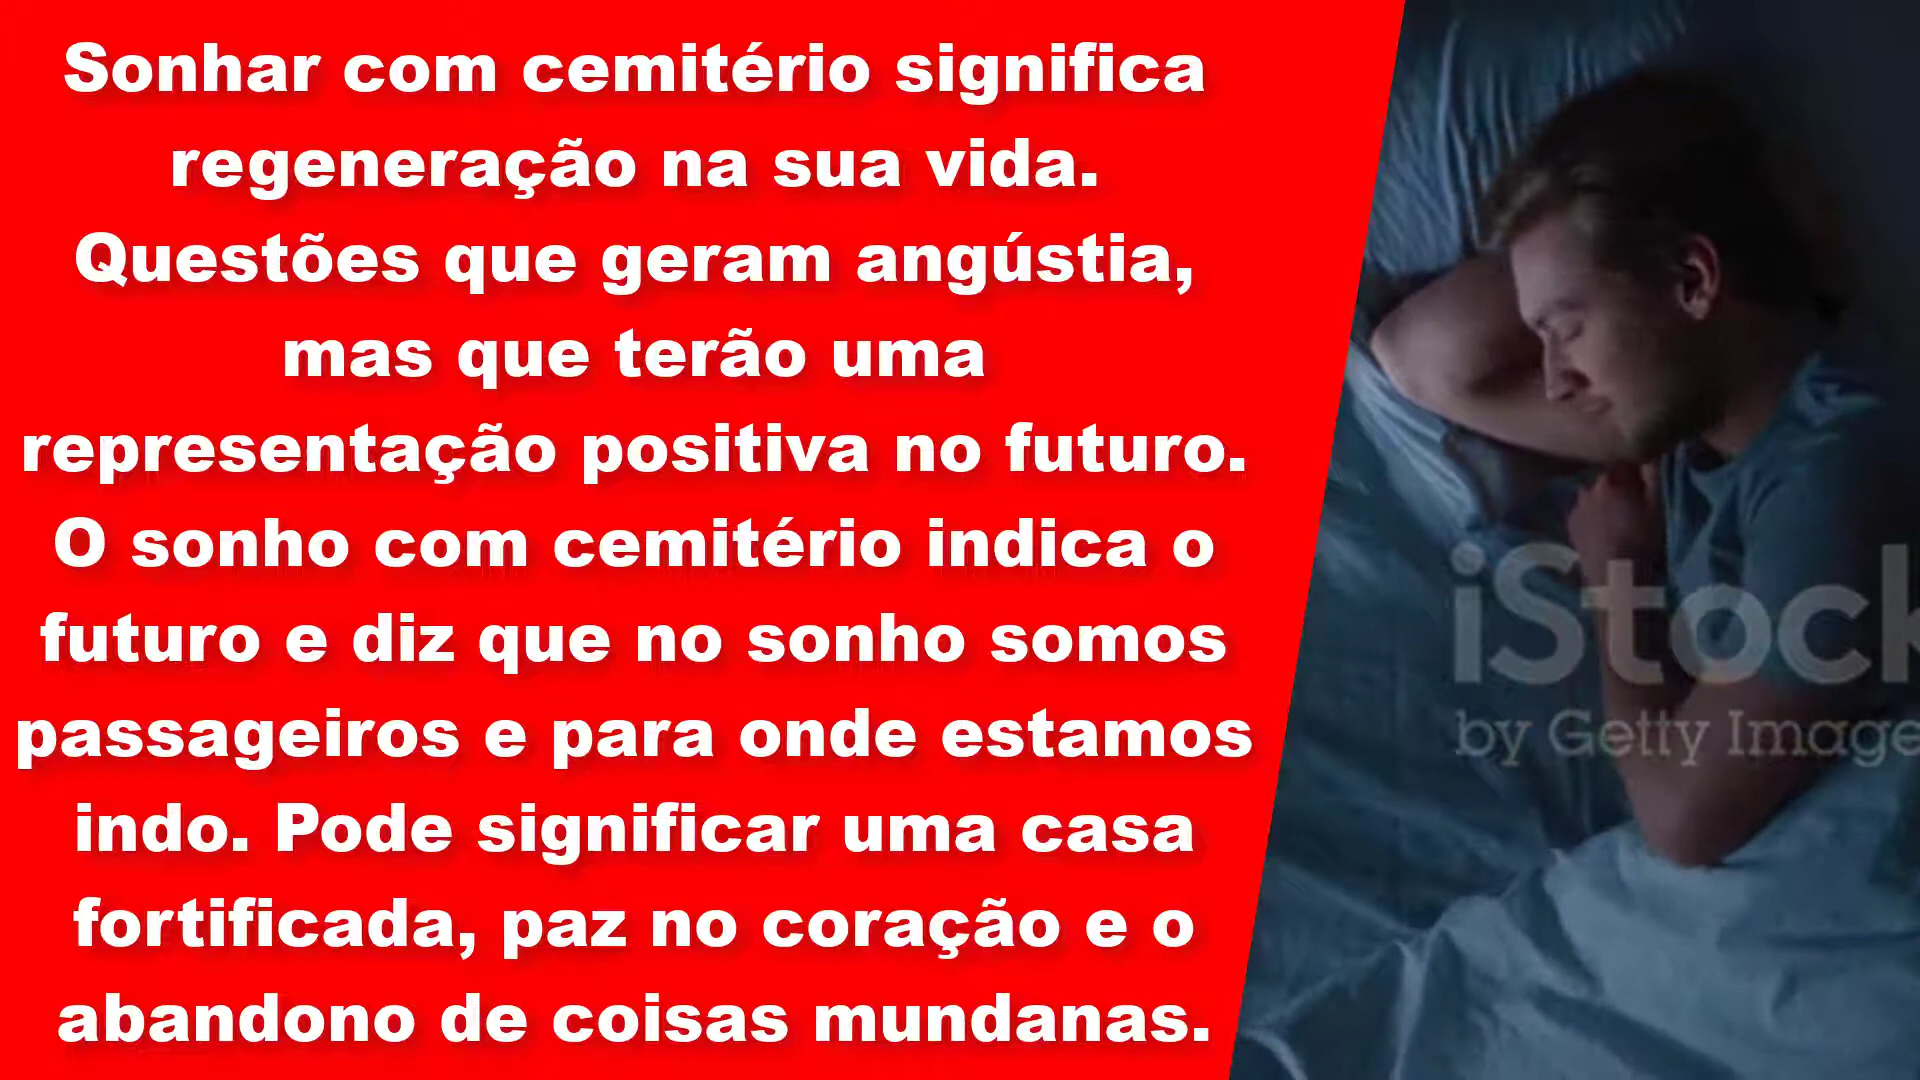 Sonhar com cemitério significa
regeneração na sua vida.
Questões que geram angústia,
mas que terão uma
representação positiva no futuro.
O sonho com cemitério indica o
futuro e diz que no sonho somos
passageiros e para onde estamos
indo. Pode significar uma casa
fortificada, paz no coração e o
abandono de coisas mundanas.
iStock
by Getty Image